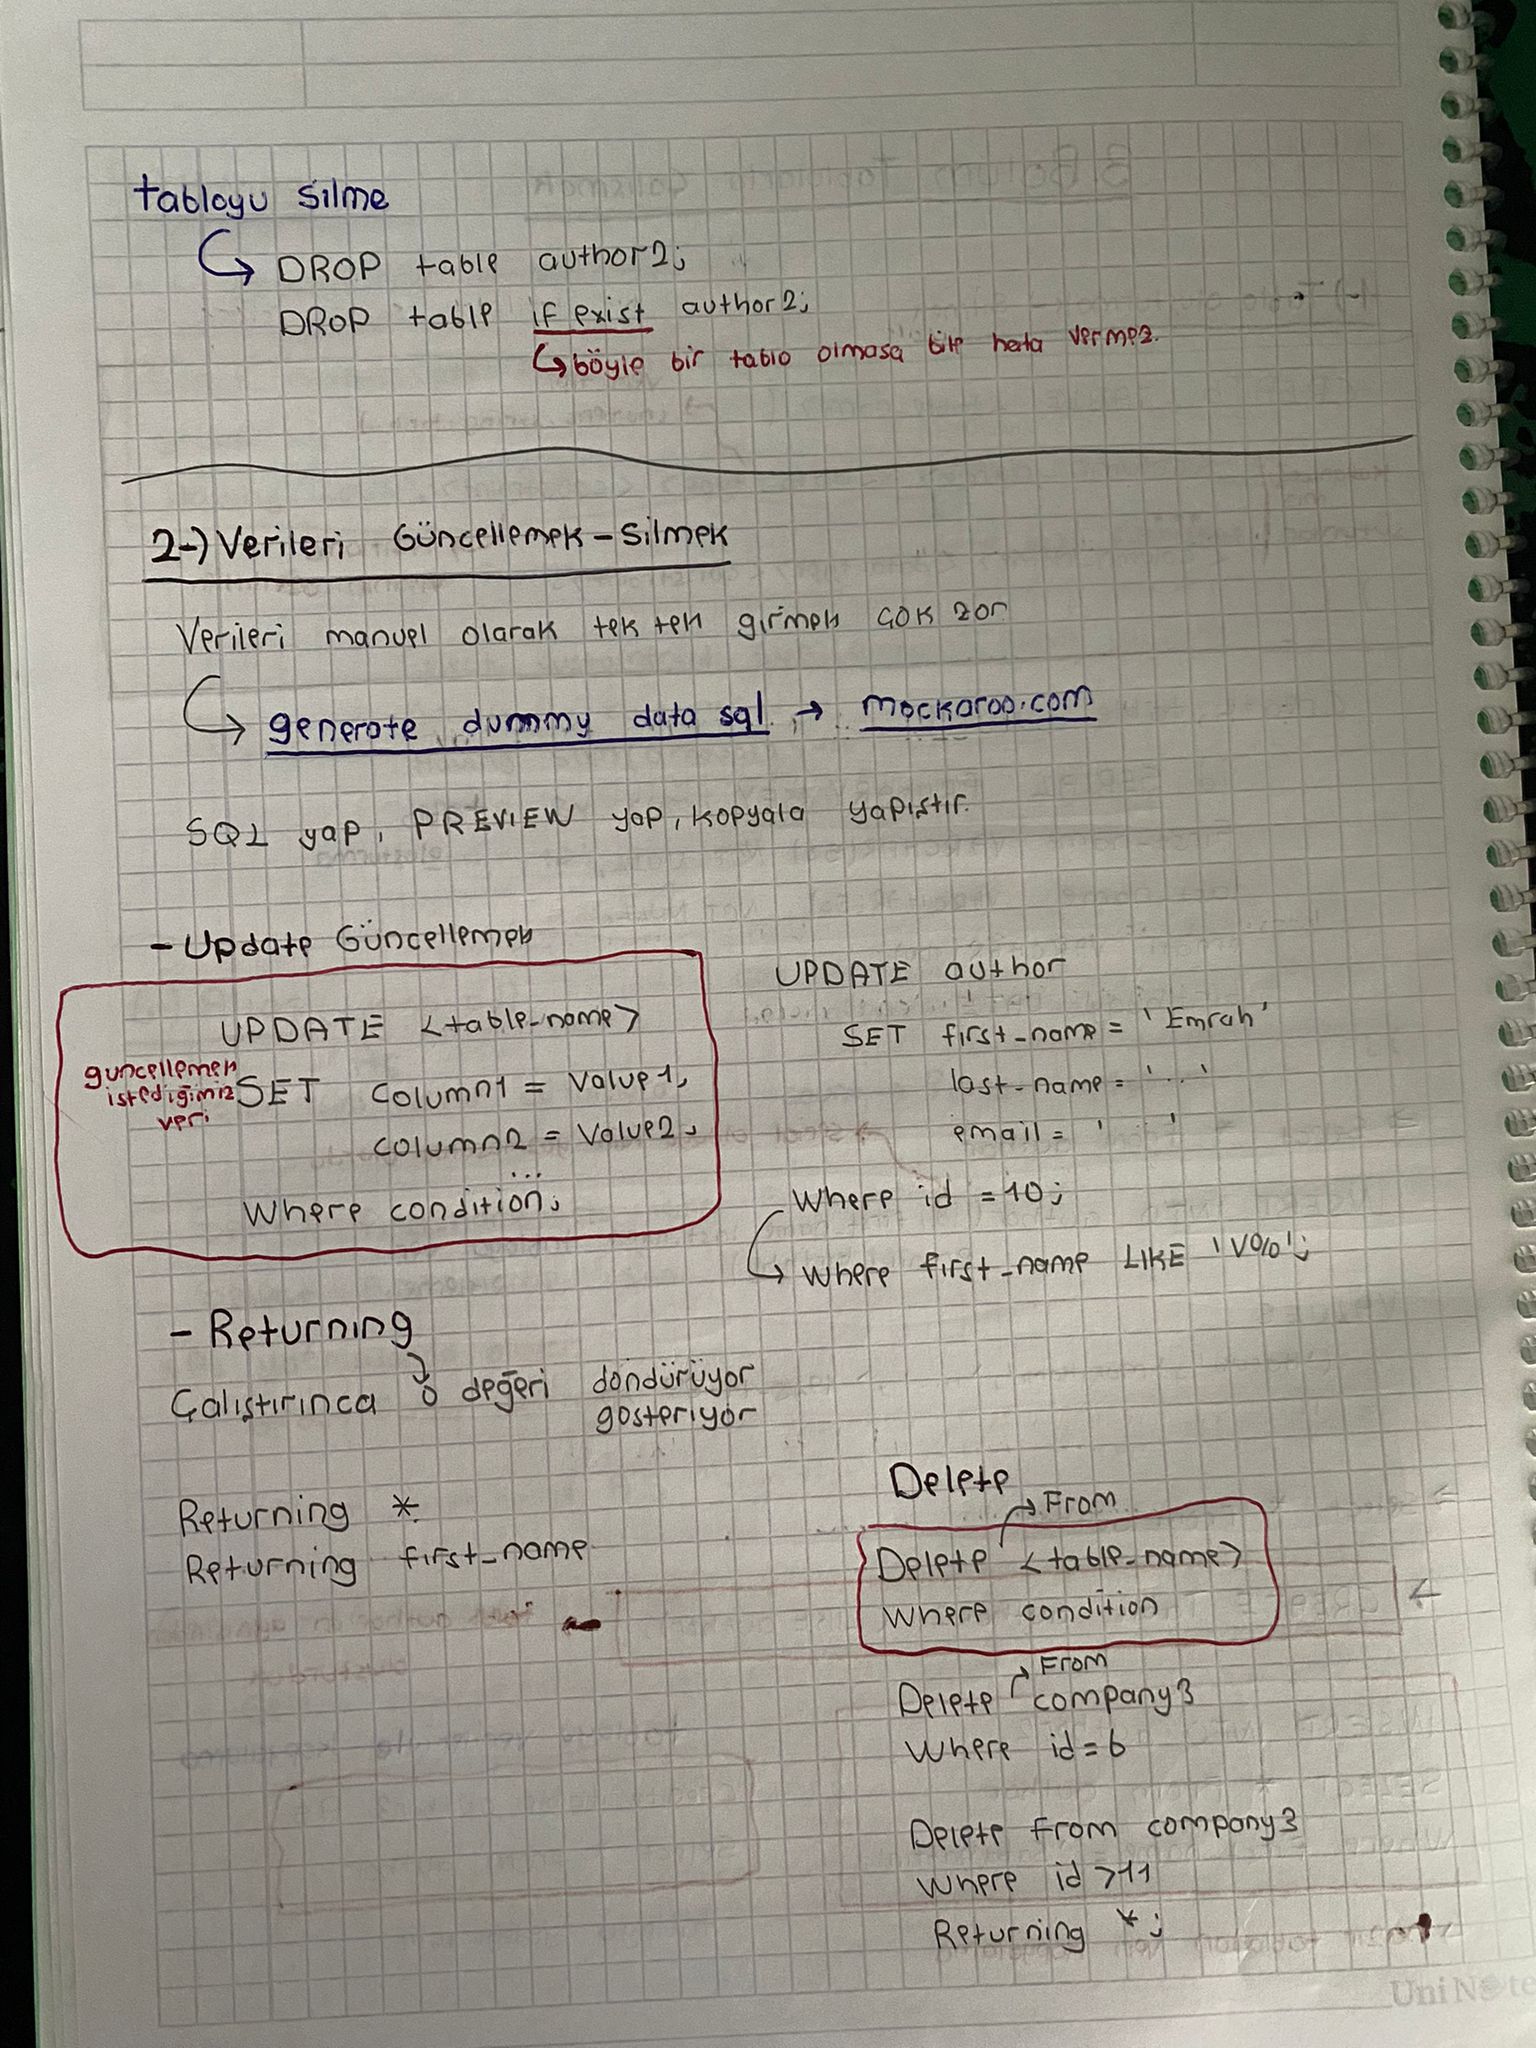 tabloyu silme
DROP table author2;
DROP table if exist author2;
böyle bir tablo olmasa bile hata vermez.
2-) Verileri Güncellemek - Silmek
Verileri manuel olarak tek tek girmek çok zor
generate dummy data sql → mockaroo.com
SQL yap, PREVIEW yap, kopyala yapıştır.
- Update Güncellemek
UPDATE <table_name>
güncellemek
istediğimiz
veri
SET column1 = value1,
column2 = value2,
...
Where condition;
UPDATE author
SET first_name = 'Emrah'
last_name = '...'
email = '...'
Where id = 10;
Where first_name LIKE 'V%';
- Returning
Çalıştırınca o değeri döndürüyor
gösteriyor
Returning *
Returning first_name
Delete
From
Delete <table_name>
Where condition
From
Delete company3
Where id = 6
Delete from company3
Where id > 11
Returning *;
UniNote